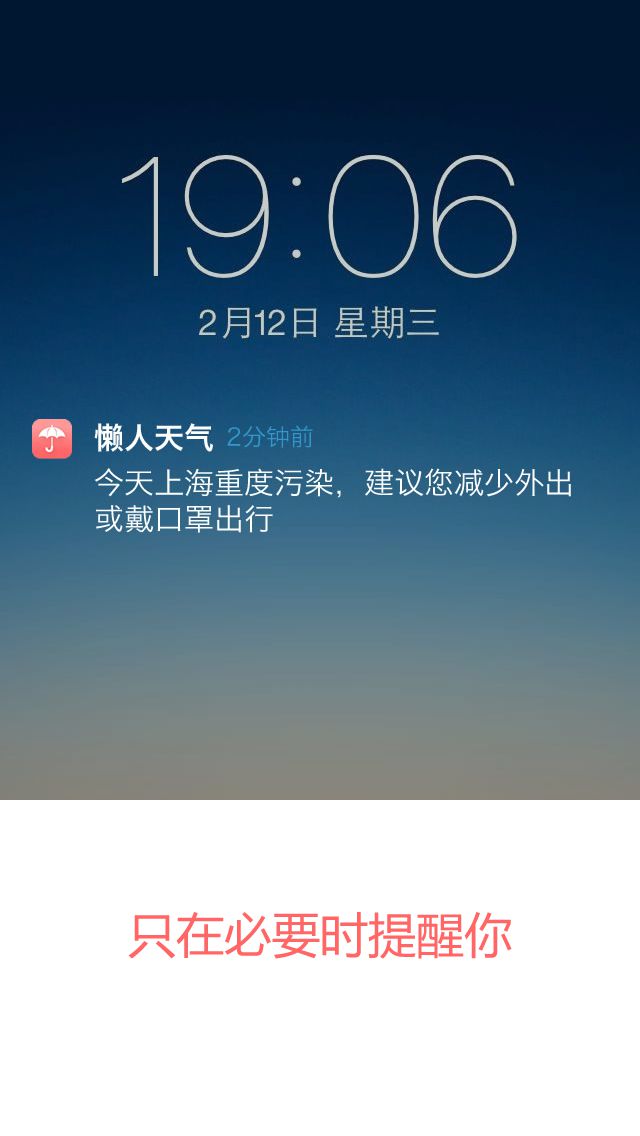 19:06
2月12日 星期三
懒人天气 2分钟前
今天上海重度污染，建议您减少外出
或戴口罩出行
只在必要时提醒你